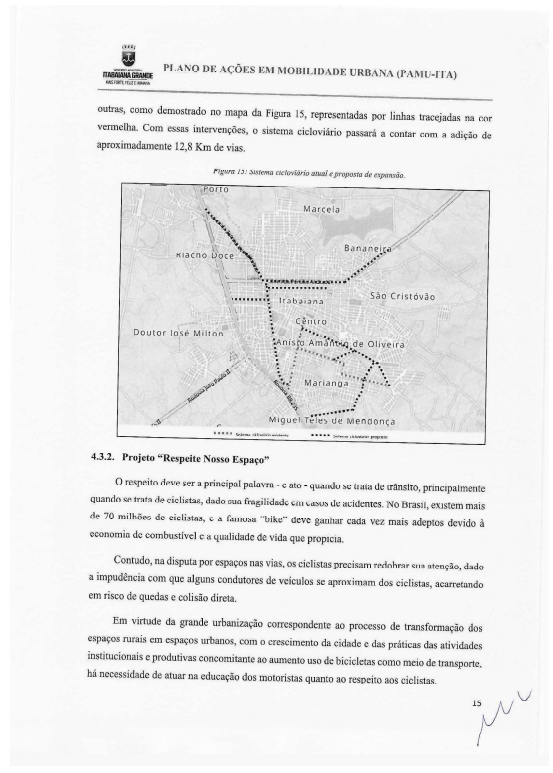 ITABAIANA GRANDE
PLANO DE AÇÕES EM MOBILIDADE URBANA (PAMU-ITA)
outras, como demostrado no mapa da Figura 15, representadas por linhas tracejadas na cor
vermelha. Com essas intervenções, o sistema cicloviário passará a contar com a adição de
aproximadamente 12,8 Km de vias.
Figura 15: Sistema cicloviário atual e proposta de expansão.
Porto
Marcela
Bananeira
Riacho Doce
São Cristóvão
Itabaiana
Centro
Doutor José Milton
Anísio Amancio de Oliveira
Marianga
Miguel Teles de Mendonça
Sistema cicloviário existente Sistema cicloviário proposto
4.3.2. Projeto “Respeite Nosso Espaço”
O respeito deve ser a principal palavra - e ato - quando se trata de trânsito, principalmente
quando se trata de ciclistas, dado sua fragilidade em casos de acidentes. No Brasil, existem mais
de 70 milhões de ciclistas, e a famosa "bike" deve ganhar cada vez mais adeptos devido à
economia de combustível e a qualidade de vida que propicia.
Contudo, na disputa por espaços nas vias, os ciclistas precisam redobrar sua atenção, dado
a impudência com que alguns condutores de veículos se aproximam dos ciclistas, acarretando
em risco de quedas e colisão direta.
Em virtude da grande urbanização correspondente ao processo de transformação dos
espaços rurais em espaços urbanos, com o crescimento da cidade e das práticas das atividades
institucionais e produtivas concomitante ao aumento uso de bicicletas como meio de transporte,
há necessidade de atuar na educação dos motoristas quanto ao respeito aos ciclistas.
15